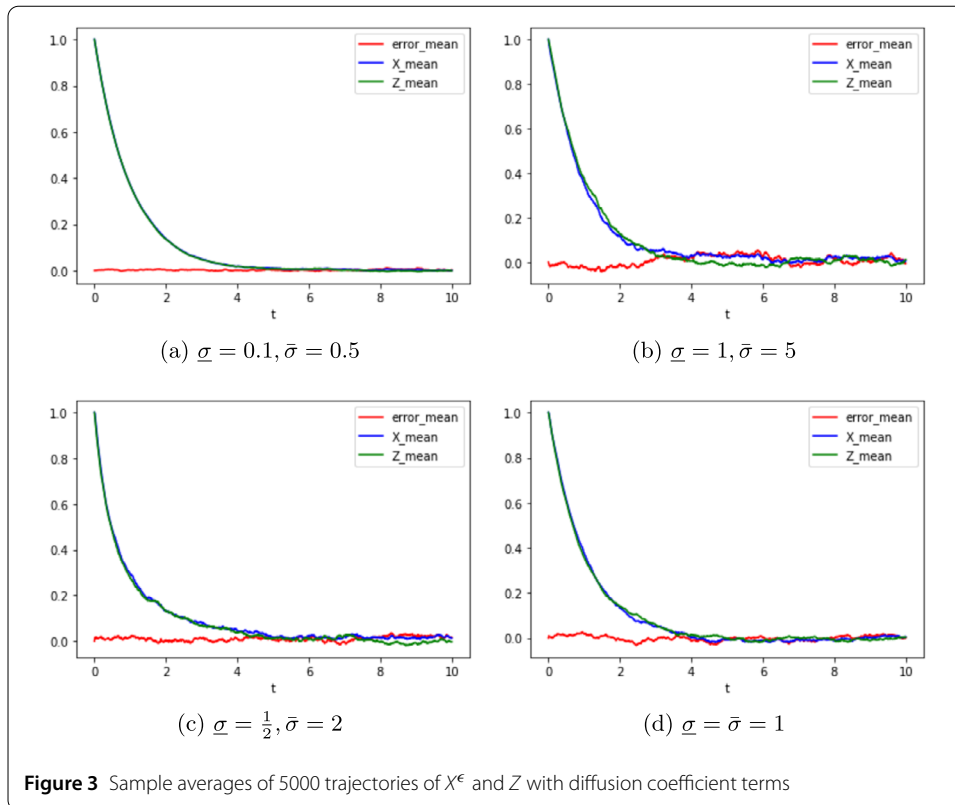 error_mean
X_mean
Z_mean
1.0
0.8
0.6
0.4
0.2
0.0
0 2 4 6 8 10
t
(a) σ̲ = 0.1, σ̄ = 0.5
error_mean
X_mean
Z_mean
1.0
0.8
0.6
0.4
0.2
0.0
0 2 4 6 8 10
t
(b) σ̲ = 1, σ̄ = 5
error_mean
X_mean
Z_mean
1.0
0.8
0.6
0.4
0.2
0.0
0 2 4 6 8 10
t
(c) σ̲ = 1/2, σ̄ = 2
error_mean
X_mean
Z_mean
1.0
0.8
0.6
0.4
0.2
0.0
0 2 4 6 8 10
t
(d) σ̲ = σ̄ = 1
Figure 3 Sample averages of 5000 trajectories of X^ϵ and Z with diffusion coefficient terms